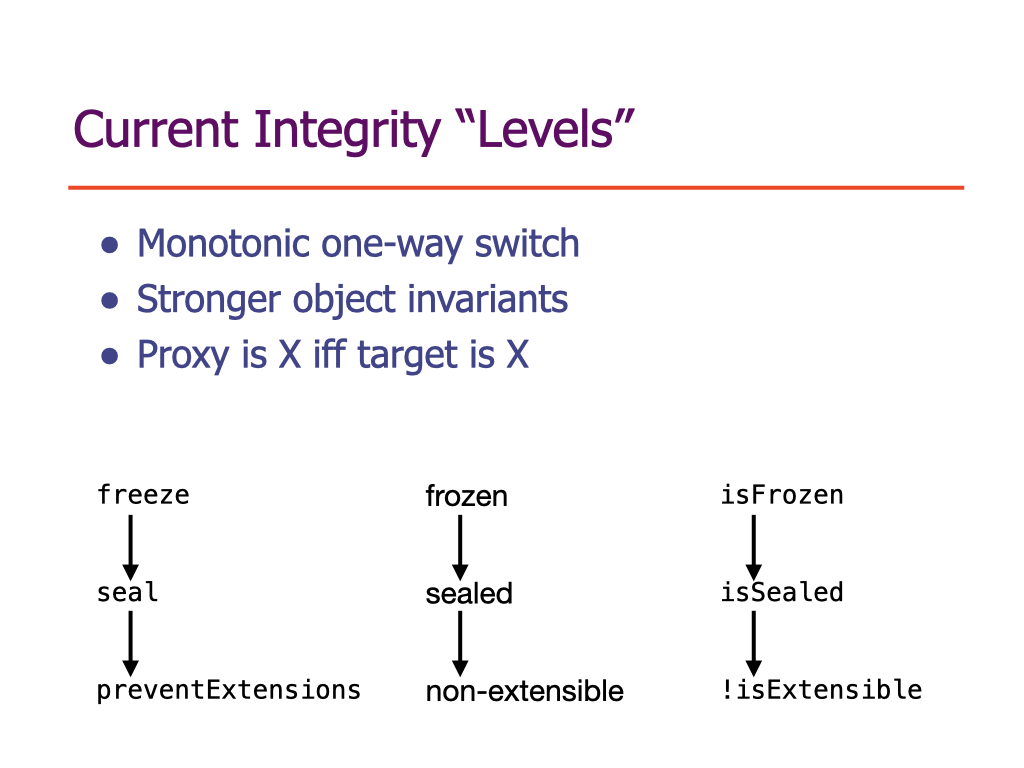 Current Integrity “Levels”
● Monotonic one-way switch
● Stronger object invariants
● Proxy is X iff target is X
freeze frozen isFrozen
seal sealed isSealed
preventExtensions non-extensible !isExtensible